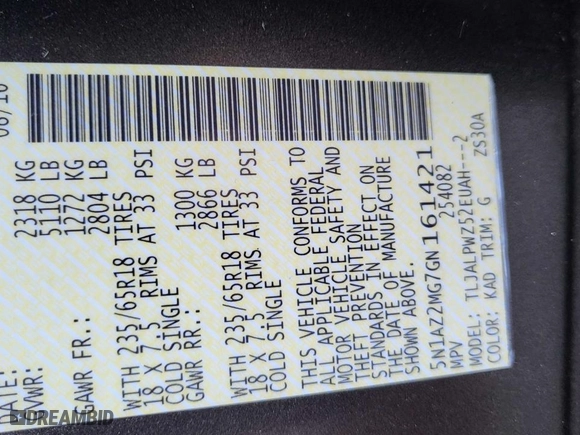 06/16
ATE:
VWR: 2318 KG
5110 LB
GAWR FR.: 1272 KG
2804 LB
WITH 235/65R18 TIRES
18 X 7.5 RIMS AT 33 PSI
COLD SINGLE
GAWR RR.: 1300 KG
2866 LB
WITH 235/65R18 TIRES
18 X 7.5 RIMS AT 33 PSI
COLD SINGLE
THIS VEHICLE CONFORMS TO
ALL APPLICABLE FEDERAL
MOTOR VEHICLE SAFETY AND
THEFT PREVENTION
STANDARDS IN EFFECT ON
THE DATE OF MANUFACTURE
SHOWN ABOVE.
5N1AZ2MG7GN161421
MPV 254082
MODEL: TLJALPWZ52EUAH---2
COLOR: KAD TRIM: G ZS30A
DREAMBID